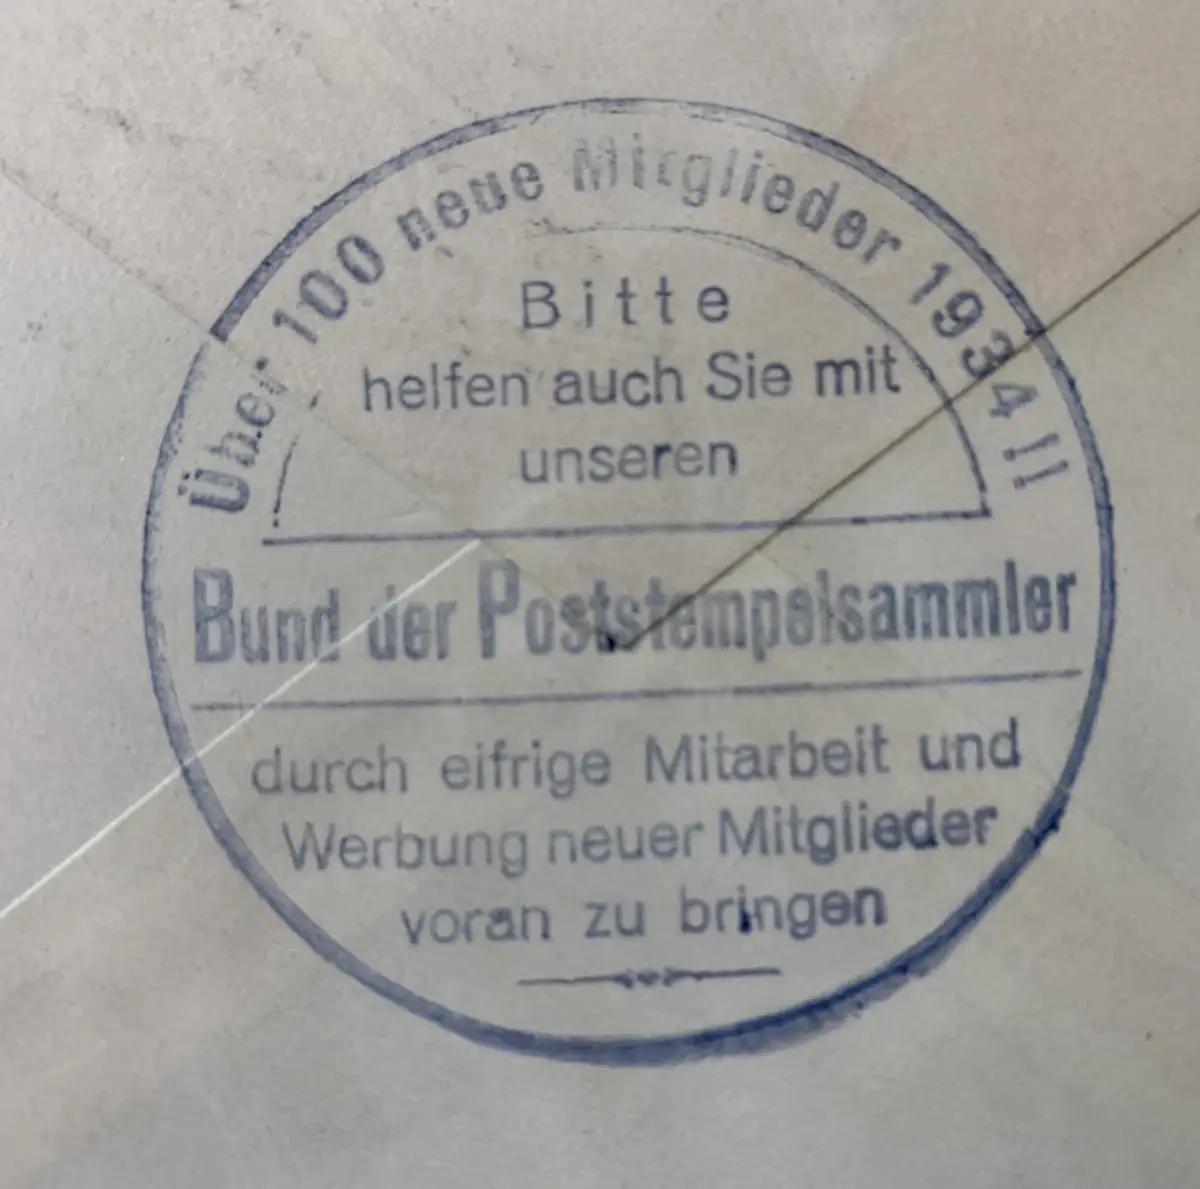 Über 100 neue Mitglieder 1934!!
Bitte
helfen auch Sie mit
unseren
Bund der Poststempelsammler
durch eifrige Mitarbeit und
Werbung neuer Mitglieder
voran zu bringen